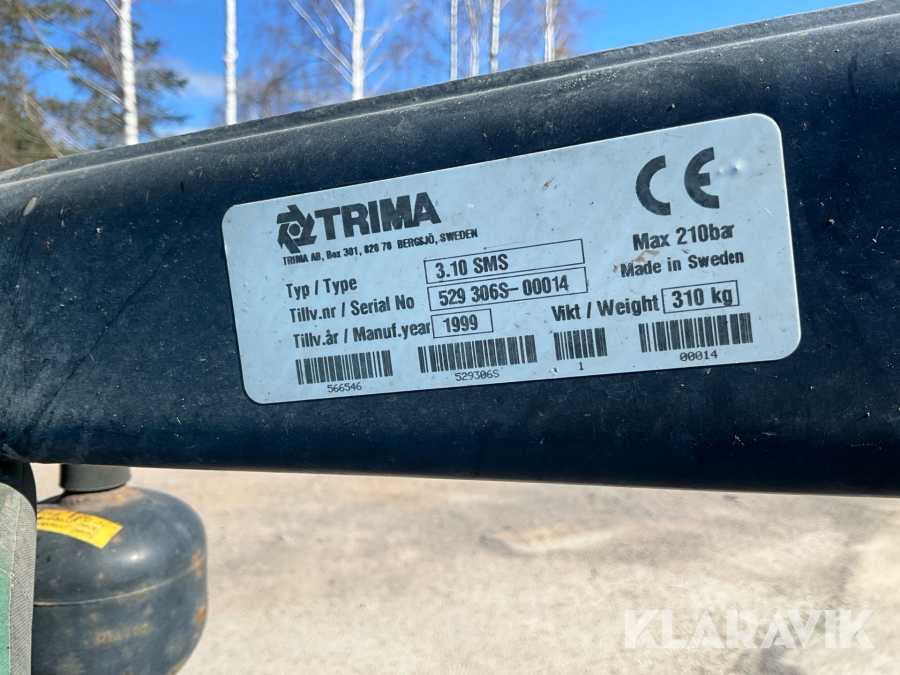 TRIMA
TRIMA AB, Box 301, 820 70 BERGSJÖ, SWEDEN
CE
Max 210bar
Made in Sweden
Typ / Type 3.10 SMS
Tillv.nr / Serial No 529 306S-00014
Tillv.år / Manuf.year 1999 Vikt / Weight 310 kg
566546 529306S 1 00014
KLARAVIK